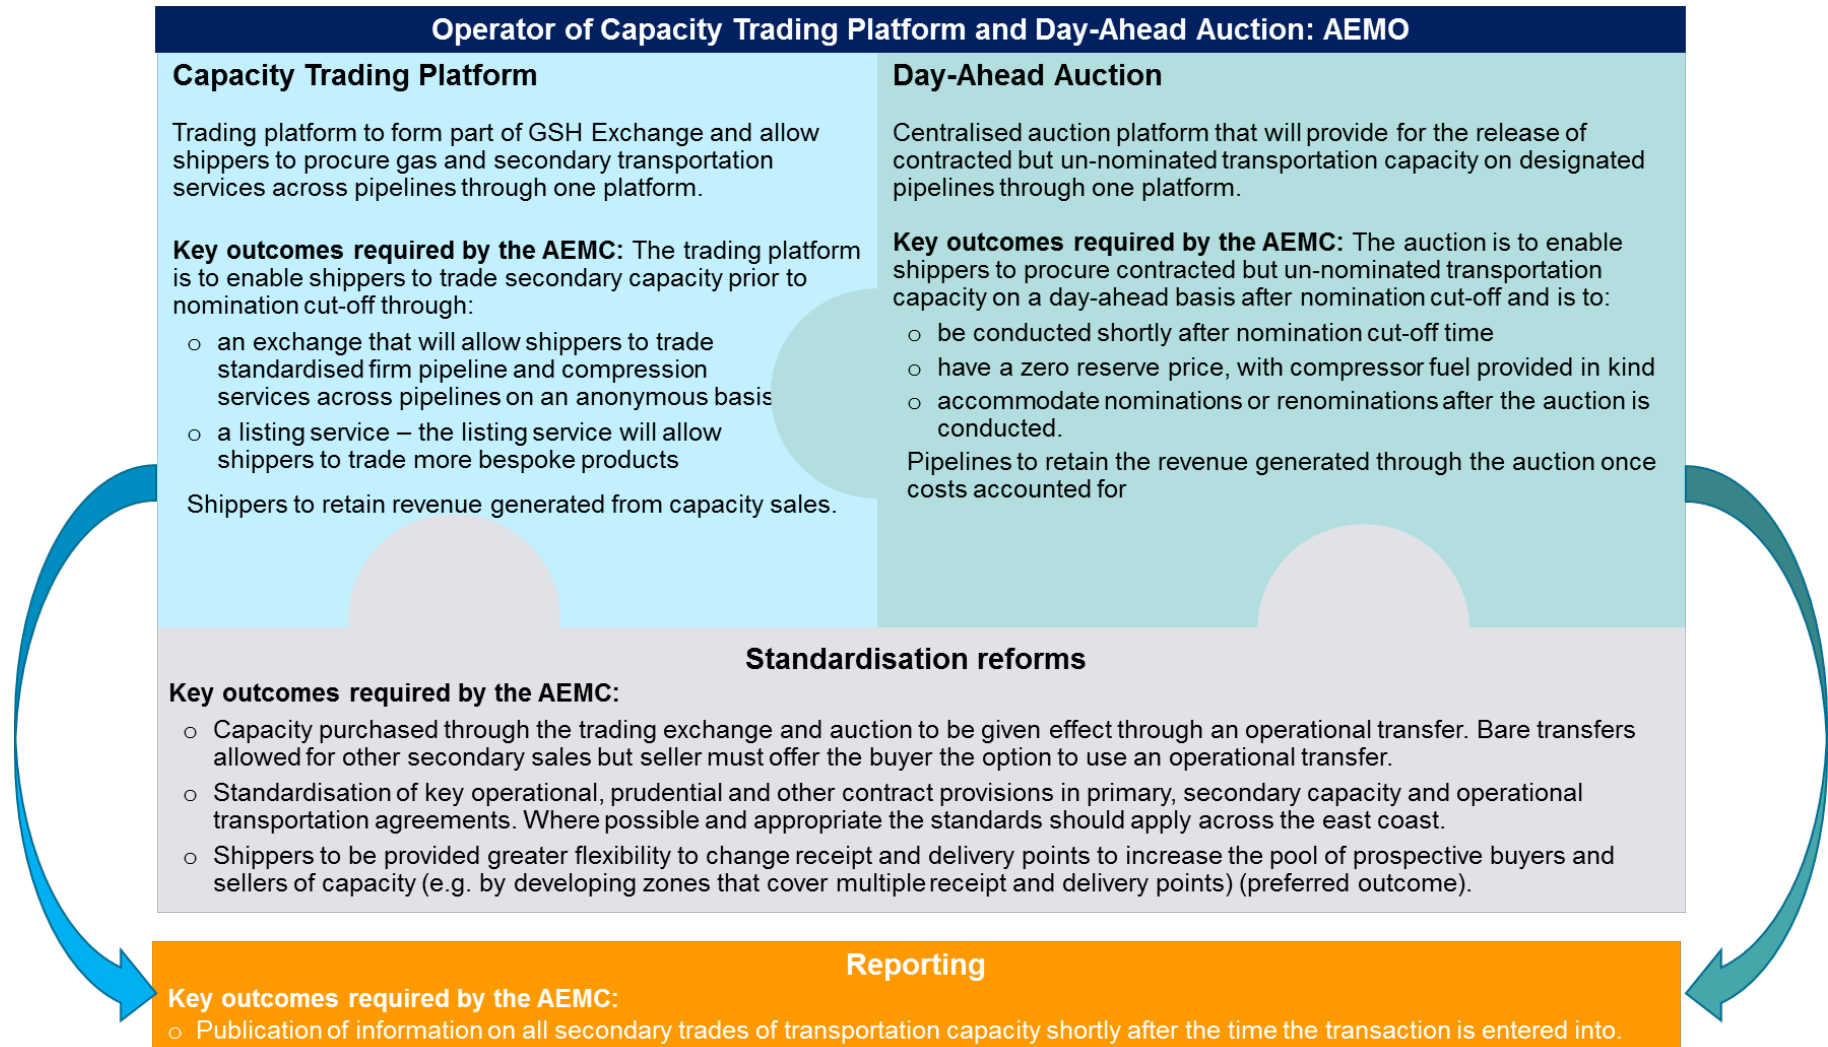 Operator of Capacity Trading Platform and Day-Ahead Auction: AEMO
Capacity Trading Platform
Trading platform to form part of GSH Exchange and allow
shippers to procure gas and secondary transportation
services across pipelines through one platform.
Key outcomes required by the AEMC: The trading platform
is to enable shippers to trade secondary capacity prior to
nomination cut-off through:
o an exchange that will allow shippers to trade
standardised firm pipeline and compression
services across pipelines on an anonymous basis
o a listing service – the listing service will allow
shippers to trade more bespoke products
Shippers to retain revenue generated from capacity sales.
Day-Ahead Auction
Centralised auction platform that will provide for the release of
contracted but un-nominated transportation capacity on designated
pipelines through one platform.
Key outcomes required by the AEMC: The auction is to enable
shippers to procure contracted but un-nominated transportation
capacity on a day-ahead basis after nomination cut-off and is to:
o be conducted shortly after nomination cut-off time
o have a zero reserve price, with compressor fuel provided in kind
o accommodate nominations or renominations after the auction is
conducted.
Pipelines to retain the revenue generated through the auction once
costs accounted for
Standardisation reforms
Key outcomes required by the AEMC:
o Capacity purchased through the trading exchange and auction to be given effect through an operational transfer. Bare transfers
allowed for other secondary sales but seller must offer the buyer the option to use an operational transfer.
o Standardisation of key operational, prudential and other contract provisions in primary, secondary capacity and operational
transportation agreements. Where possible and appropriate the standards should apply across the east coast.
o Shippers to be provided greater flexibility to change receipt and delivery points to increase the pool of prospective buyers and
sellers of capacity (e.g. by developing zones that cover multiple receipt and delivery points) (preferred outcome).
Reporting
Key outcomes required by the AEMC:
o Publication of information on all secondary trades of transportation capacity shortly after the time the transaction is entered into.